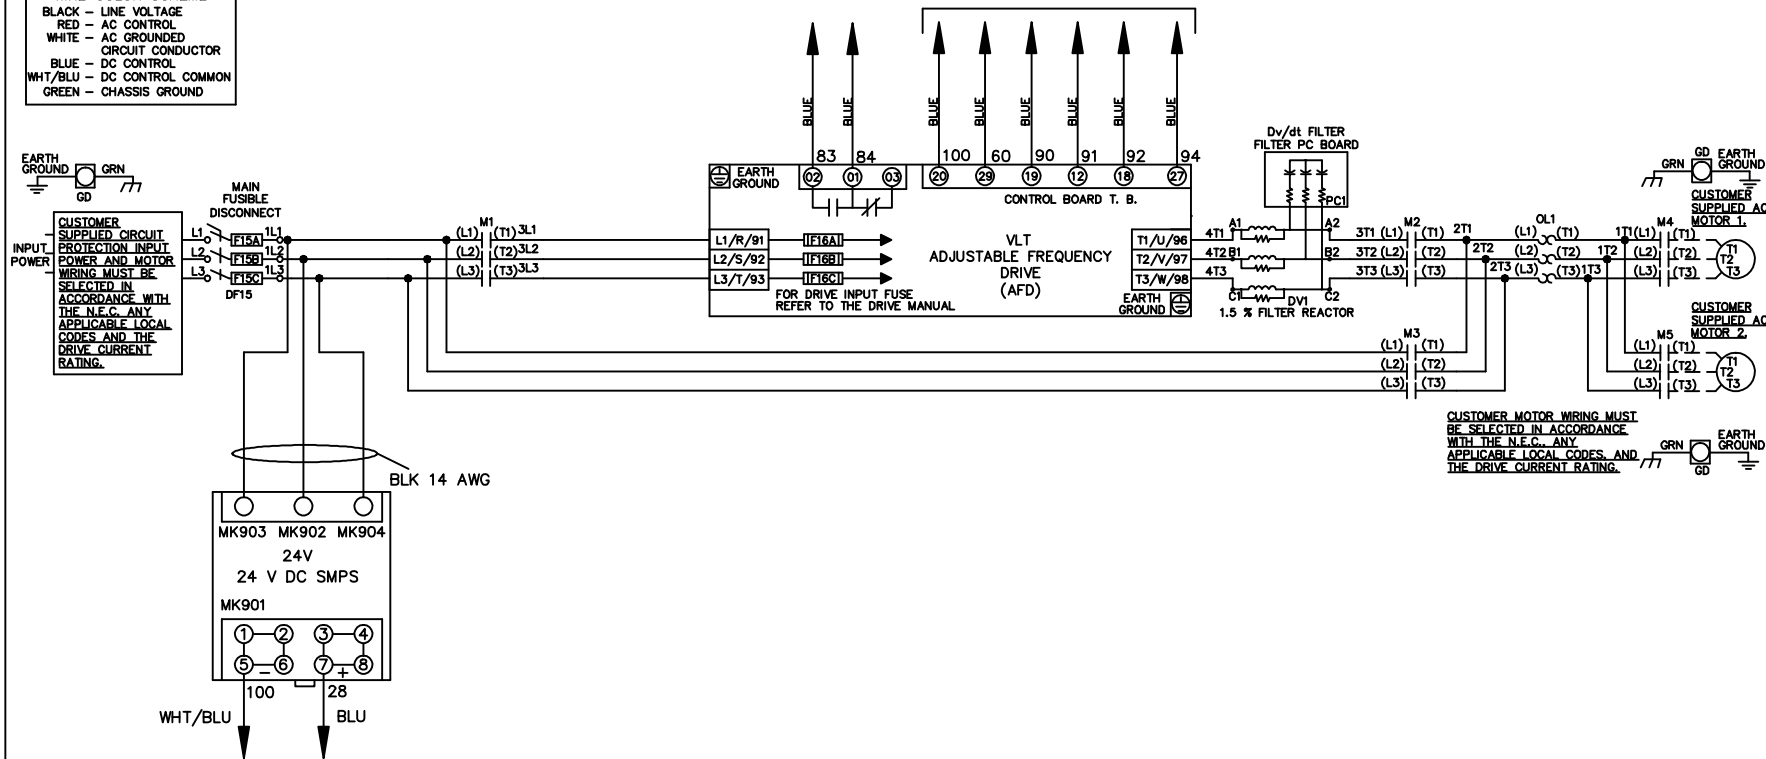 BLACK – LINE VOLTAGE
RED – AC CONTROL
WHITE – AC GROUNDED
CIRCUIT CONDUCTOR
BLUE – DC CONTROL
WHT/BLU – DC CONTROL COMMON
GREEN – CHASSIS GROUND
EARTH
GROUND
GRN
GD
MAIN
FUSIBLE
DISCONNECT
INPUT
POWER
CUSTOMER
SUPPLIED CIRCUIT
PROTECTION INPUT
POWER AND MOTOR
WIRING MUST BE
SELECTED IN
ACCORDANCE WITH
THE N.E.C. ANY
APPLICABLE LOCAL
CODES AND THE
DRIVE CURRENT
RATING.
L1 F15A 1L1
L2 F15B 1L2
L3 F15C 1L3
DF15
M1
(L1) (T1) 3L1
(L2) (T2) 3L2
(L3) (T3) 3L3
BLUE BLUE BLUE BLUE BLUE BLUE BLUE BLUE
83 84 100 60 90 91 92 94
EARTH
GROUND
02 01 03 20 29 19 12 18 27
CONTROL BOARD T. B.
L1/R/91 F16A
L2/S/92 F16B
L3/T/93 F16C
FOR DRIVE INPUT FUSE
REFER TO THE DRIVE MANUAL
VLT
ADJUSTABLE FREQUENCY
DRIVE
(AFD)
T1/U/96
T2/V/97
T3/W/98
EARTH
GROUND
Dv/dt FILTER
FILTER PC BOARD
PC1
4T1 A1 A2
4T2 B1 B2
4T3 C1 C2
DV1
1.5 % FILTER REACTOR
M2
3T1 (L1) (T1) 2T1
3T2 (L2) (T2) 2T2
3T3 (L3) (T3) 2T3
OL1
(L1) (T1) 1T1
(L2) (T2) 1T2
(L3) (T3) 1T3
M4
(L1) (T1)
(L2) (T2)
(L3) (T3)
T1
T2
T3
GRN
GD
EARTH
GROUND
CUSTOMER
SUPPLIED AC
MOTOR 1.
M3
(L1) (T1)
(L2) (T2)
(L3) (T3)
CUSTOMER
SUPPLIED AC
MOTOR 2.
M5
(L1) (T1)
(L2) (T2)
(L3) (T3)
T1
T2
T3
CUSTOMER MOTOR WIRING MUST
BE SELECTED IN ACCORDANCE
WITH THE N.E.C., ANY
APPLICABLE LOCAL CODES, AND
THE DRIVE CURRENT RATING.
GRN
GD
EARTH
GROUND
BLK 14 AWG
MK903 MK902 MK904
24V
24 V DC SMPS
MK901
1 2 3 4
5 – 6 7 + 8
100 28
WHT/BLU BLU